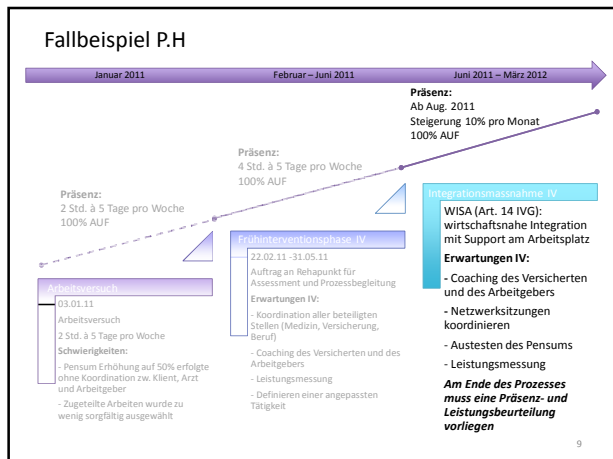 Fallbeispiel P.H
Januar 2011
Februar – Juni 2011
Juni 2011 – März 2012
Präsenz:
Ab Aug. 2011
Steigerung 10% pro Monat
100% AUF
Präsenz:
4 Std. à 5 Tage pro Woche
100% AUF
Präsenz:
2 Std. à 5 Tage pro Woche
100% AUF
Arbeitsversuch
03.01.11
Arbeitsversuch
2 Std. à 5 Tage pro Woche
Schwierigkeiten:
- Pensum Erhöhung auf 50% erfolgte
ohne Koordination zw. Klient, Arzt
und Arbeitgeber
- Zugeteilte Arbeiten wurde zu
wenig sorgfältig ausgewählt
Frühinterventionsphase IV
22.02.11 -31.05.11
Auftrag an Rehapunkt für
Assessment und Prozessbegleitung
Erwartungen IV:
- Koordination aller beteiligten
Stellen (Medizin, Versicherung,
Beruf)
- Coaching des Versicherten und des
Arbeitgebers
- Leistungsmessung
- Definieren einer angepassten
Tätigkeit
Integrationsmassnahme IV
WISA (Art. 14 IVG):
wirtschaftsnahe Integration
mit Support am Arbeitsplatz
Erwartungen IV:
- Coaching des Versicherten
und des Arbeitgebers
- Netzwerksitzungen
koordinieren
- Austesten des Pensums
- Leistungsmessung
Am Ende des Prozesses
muss eine Präsenz- und
Leistungsbeurteilung
vorliegen
9